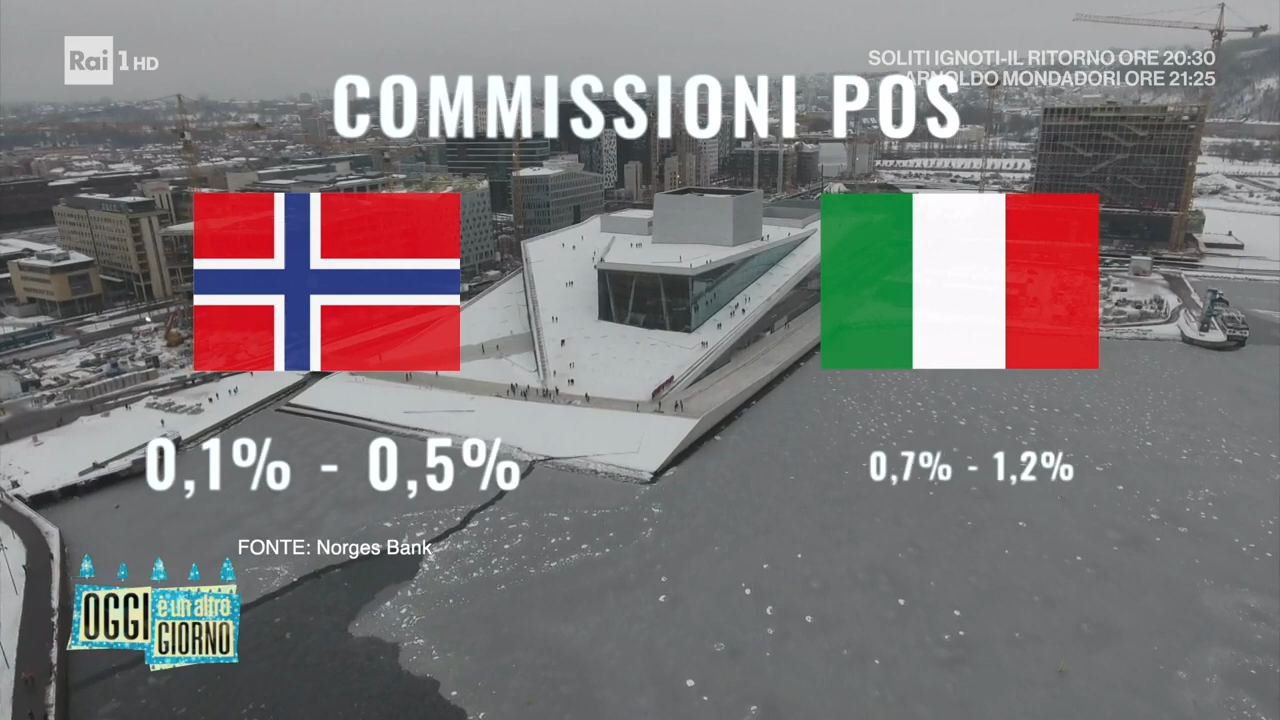 Rai 1 HD
SOLITI IGNOTI-IL RITORNO ORE 20:30
ARNOLDO MONDADORI ORE 21:25
COMMISSIONI POS
0,1% - 0,5%
0,7% - 1,2%
FONTE: Norges Bank
OGGI è un altro
GIORNO